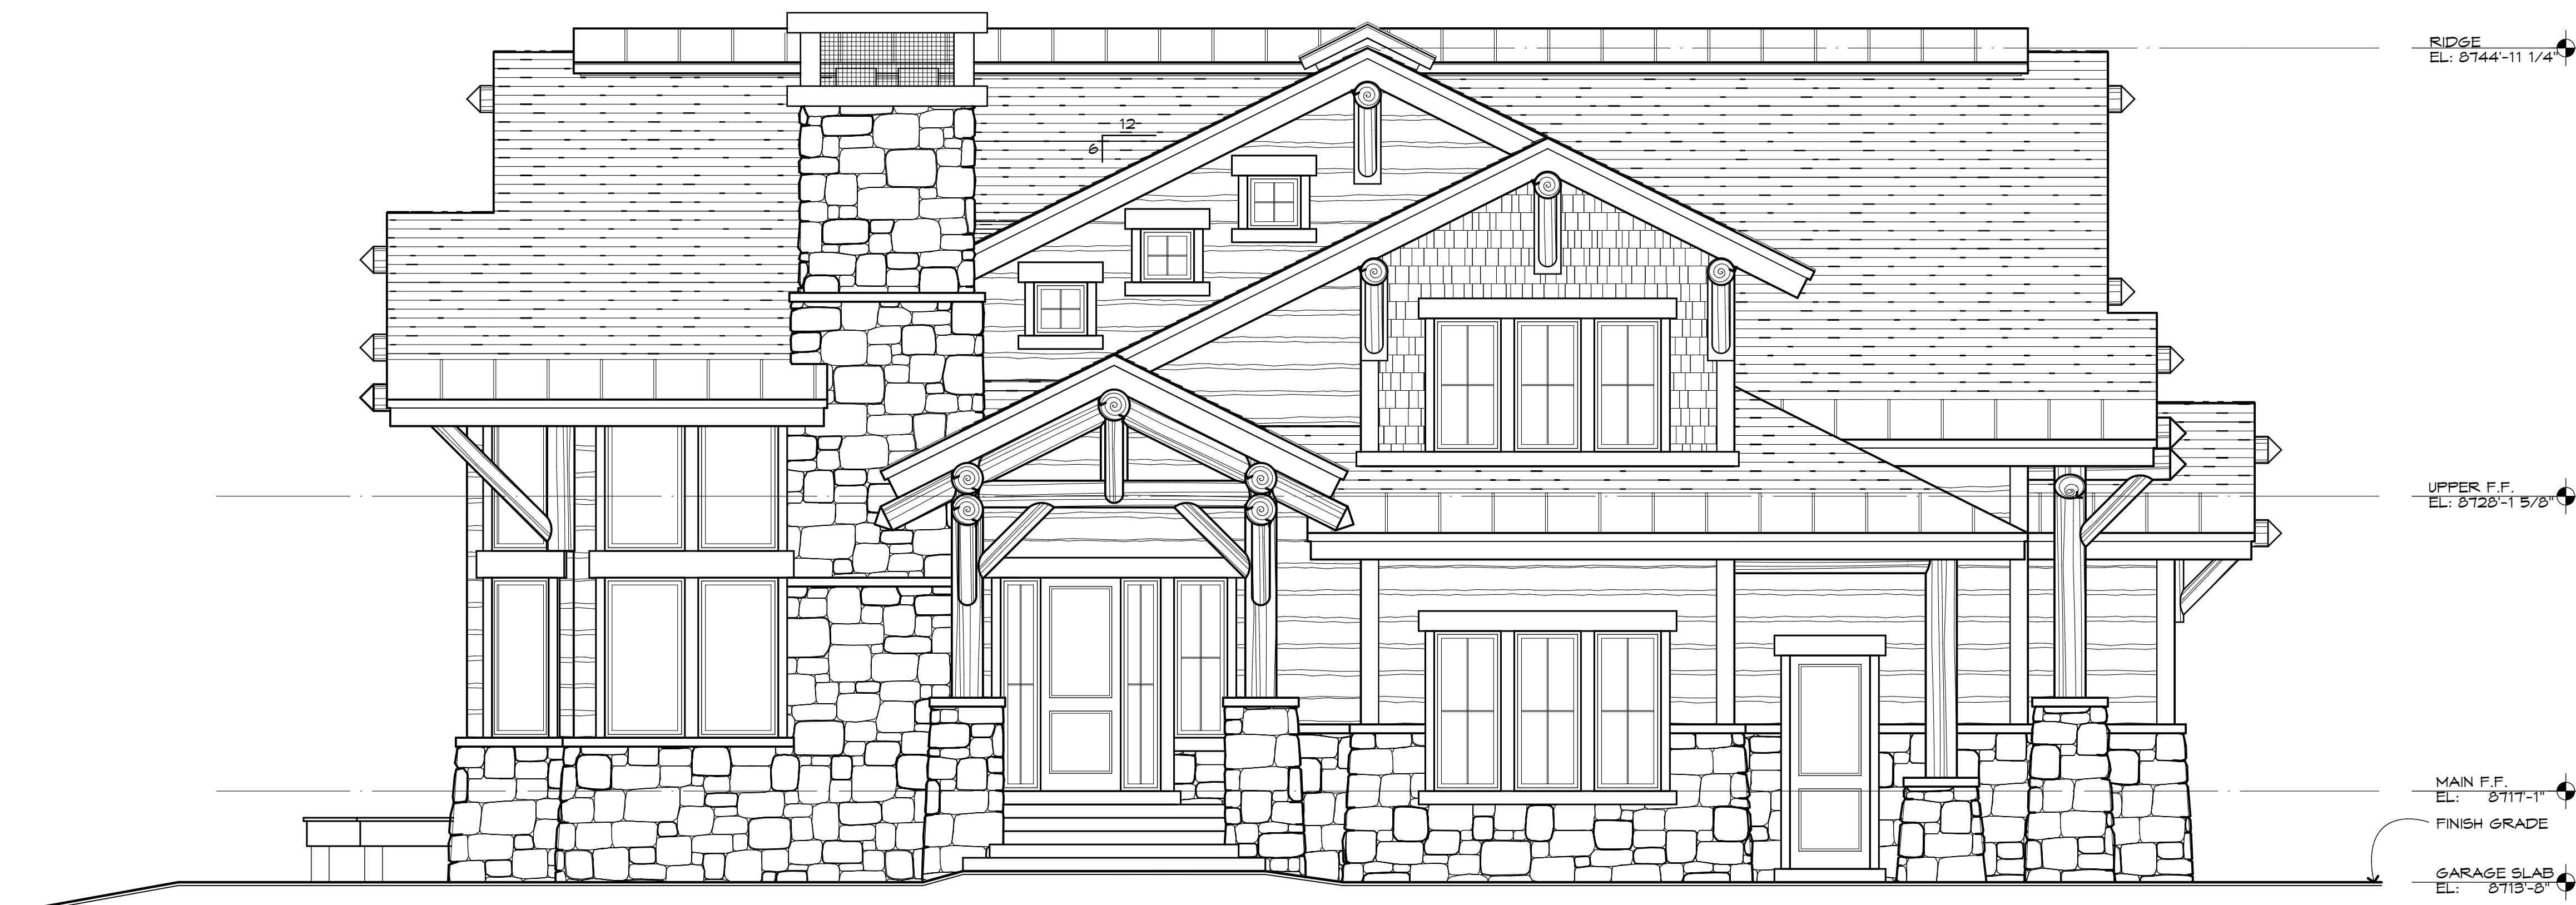 RIDGE
EL: 8744'-11 1/4"
12
6
UPPER F.F.
EL: 8728'-1 5/8"
MAIN F.F.
EL: 8717'-1"
FINISH GRADE
GARAGE SLAB
EL: 8713'-8"